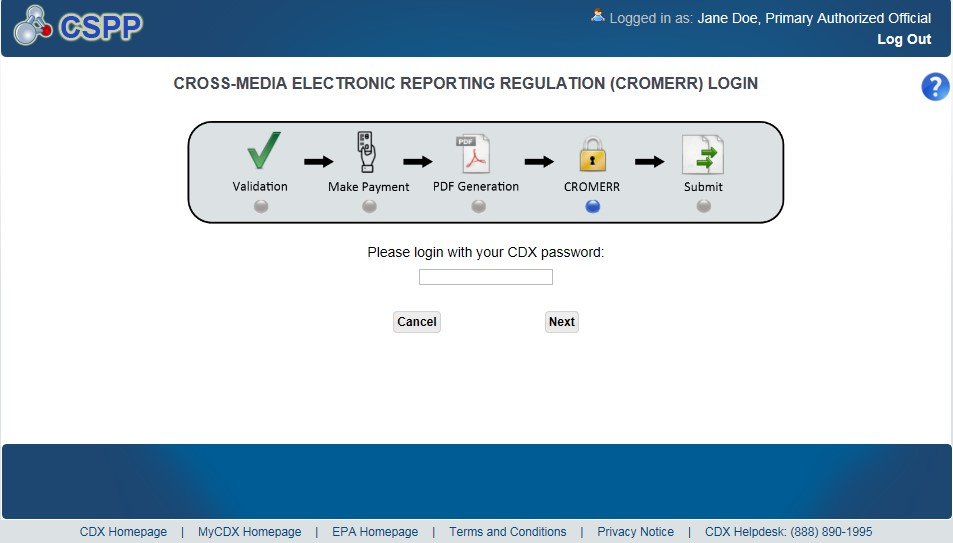 CSPP
Logged in as: Jane Doe, Primary Authorized Official
Log Out
CROSS-MEDIA ELECTRONIC REPORTING REGULATION (CROMERR) LOGIN
?
PDF
Validation Make Payment PDF Generation CROMERR Submit
Please login with your CDX password:
Cancel Next
CDX Homepage | MyCDX Homepage | EPA Homepage | Terms and Conditions | Privacy Notice | CDX Helpdesk: (888) 890-1995